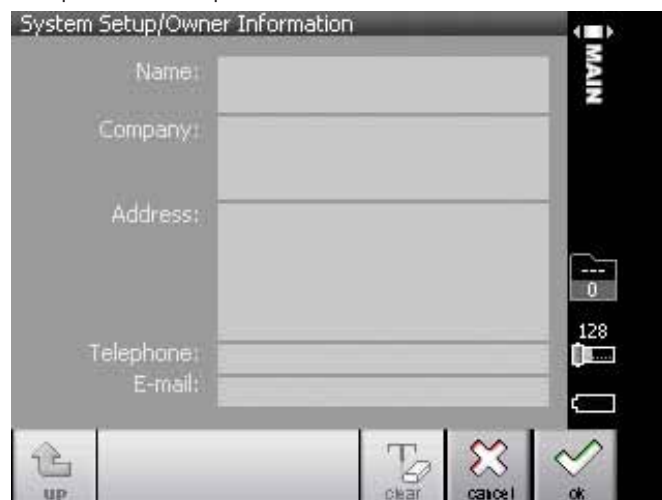 System Setup/Owner Information
MAIN
Name:
Company:
Address:
---
0
128
Telephone:
E-mail:
up
clear
cancel
ok